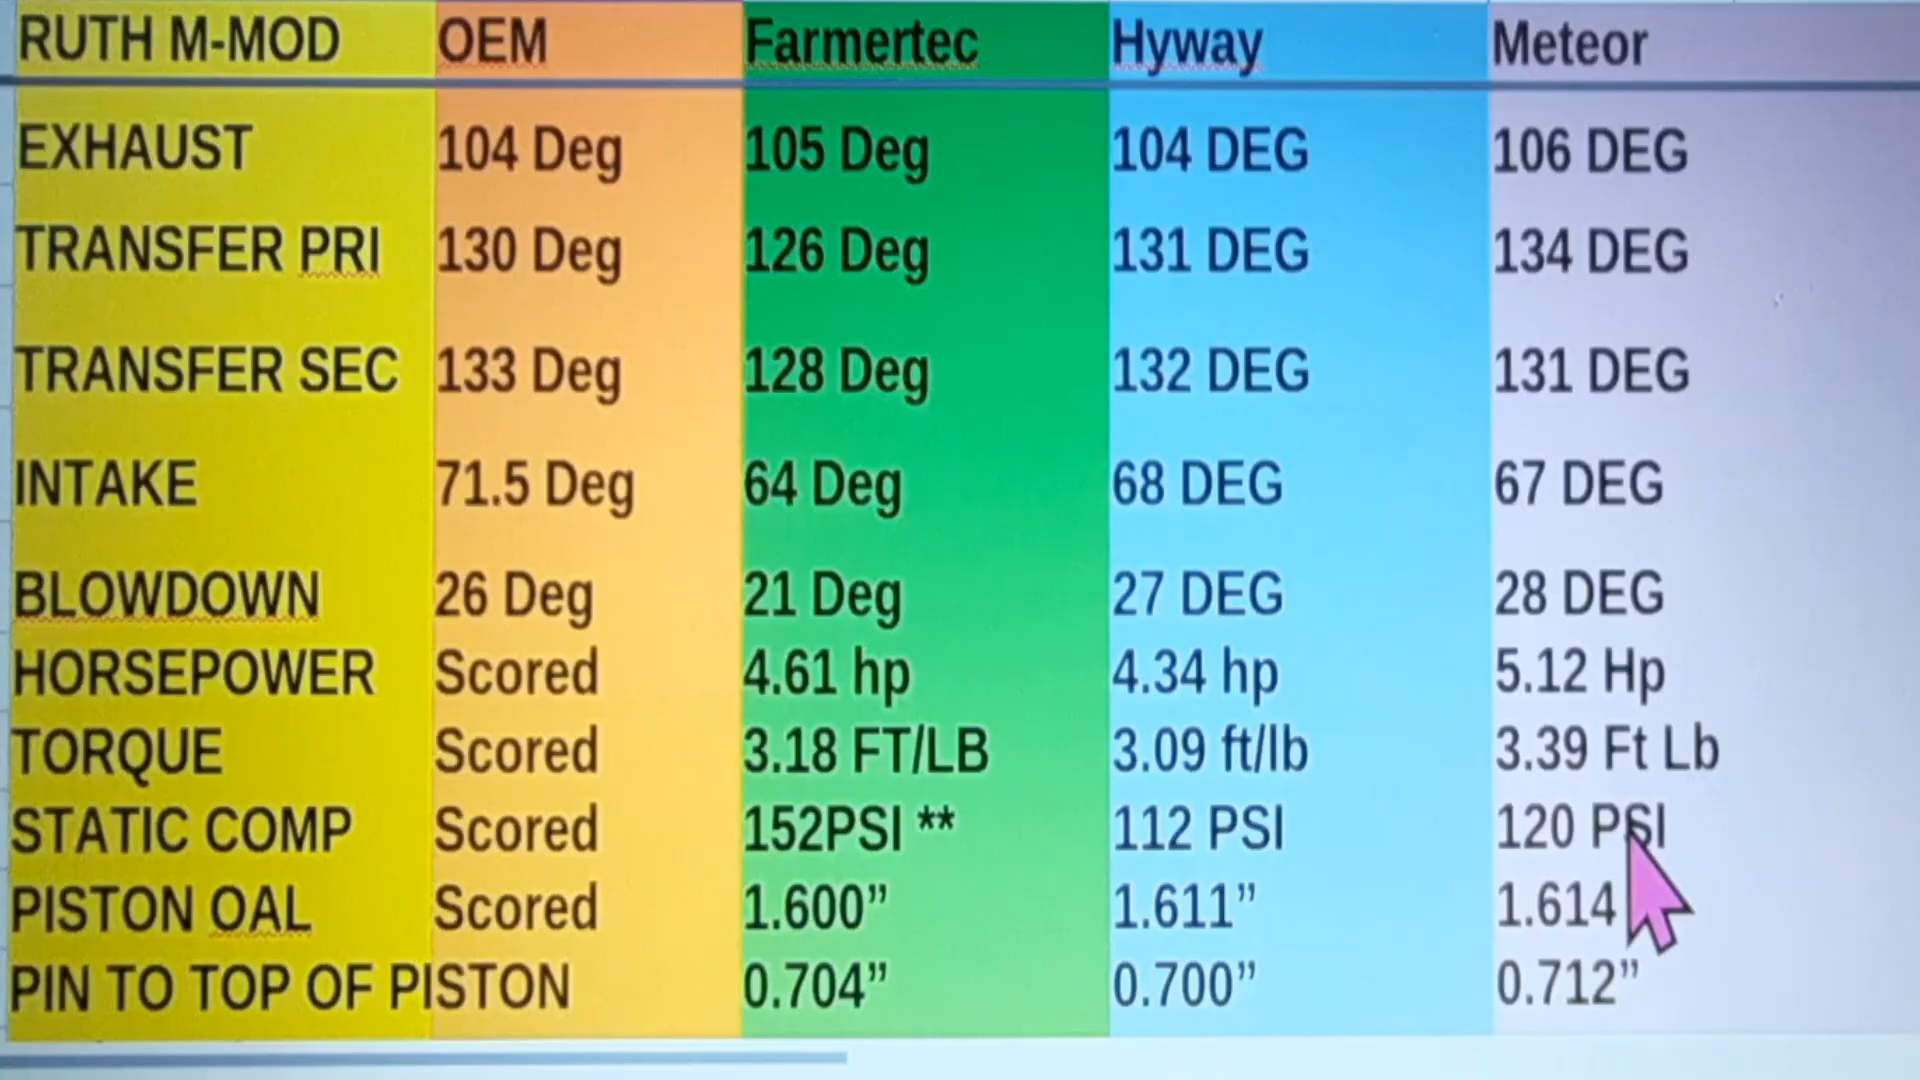 RUTH M-MOD OEM Farmertec Hyway Meteor
EXHAUST 104 Deg 105 Deg 104 DEG 106 DEG
TRANSFER PRI 130 Deg 126 Deg 131 DEG 134 DEG
TRANSFER SEC 133 Deg 128 Deg 132 DEG 131 DEG
INTAKE 71.5 Deg 64 Deg 68 DEG 67 DEG
BLOWDOWN 26 Deg 21 Deg 27 DEG 28 DEG
HORSEPOWER Scored 4.61 hp 4.34 hp 5.12 Hp
TORQUE Scored 3.18 FT/LB 3.09 ft/lb 3.39 Ft Lb
STATIC COMP Scored 152PSI ** 112 PSI 120 PSI
PISTON OAL Scored 1.600” 1.611” 1.614
PIN TO TOP OF PISTON 0.704” 0.700” 0.712”